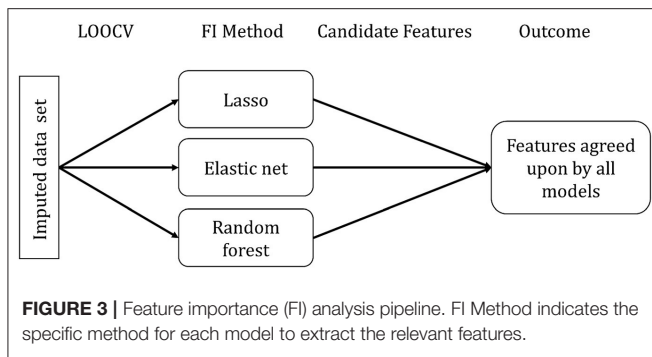 LOOCV FI Method Candidate Features Outcome
Imputed data set
Lasso
Elastic net
Random
forest
Features agreed
upon by all
models
FIGURE 3 | Feature importance (FI) analysis pipeline. FI Method indicates the
specific method for each model to extract the relevant features.